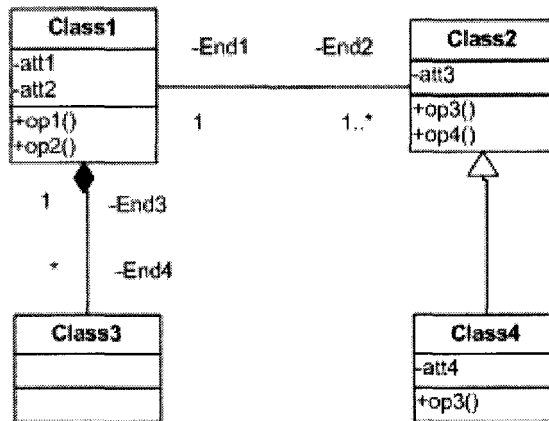 Class1
-att1
-att2
+op1()
+op2()
-End1
-End2
1
1..*
Class2
-att3
+op3()
+op4()
1
-End3
*
-End4
Class3
Class4
-att4
+op3()